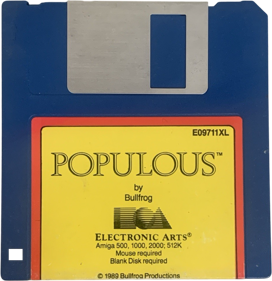 E09711XL
POPULOUS™
by
Bullfrog
EOA
ELECTRONIC ARTS®
Amiga 500, 1000, 2000; 512K
Mouse required
Blank Disk required
© 1989 Bullfrog Productions